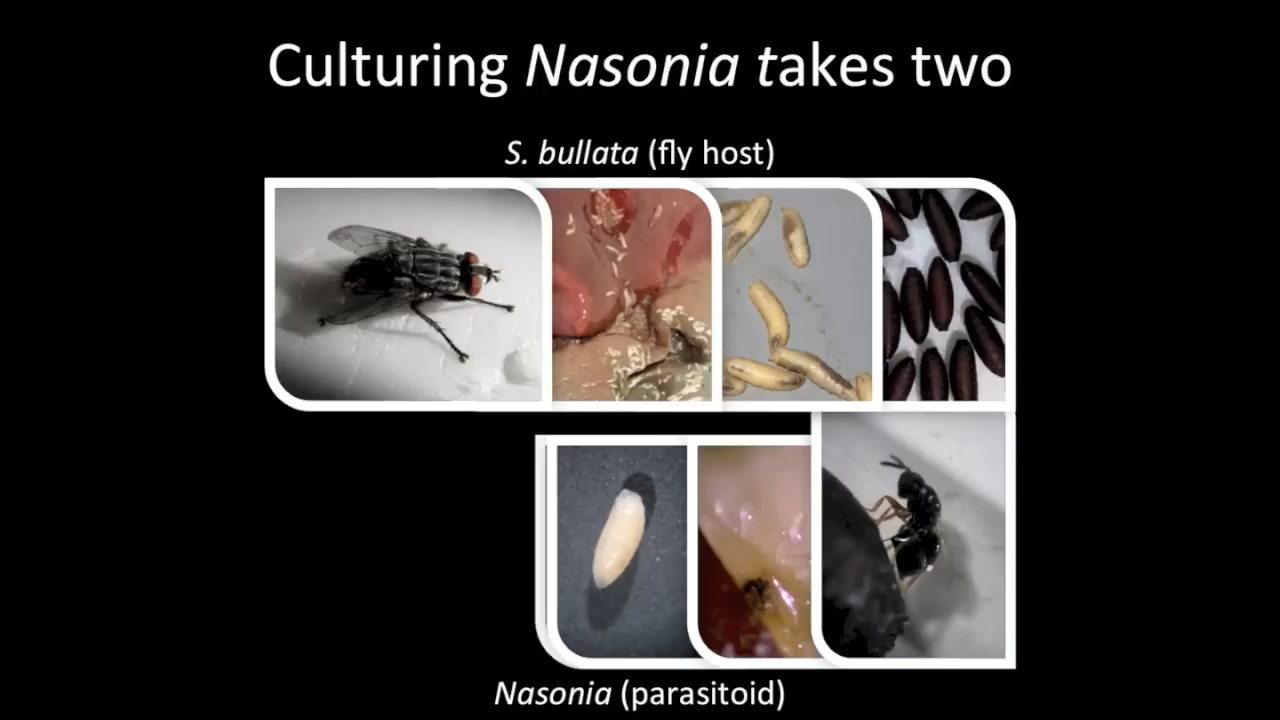 Culturing Nasonia takes two
S. bullata (fly host)
Nasonia (parasitoid)